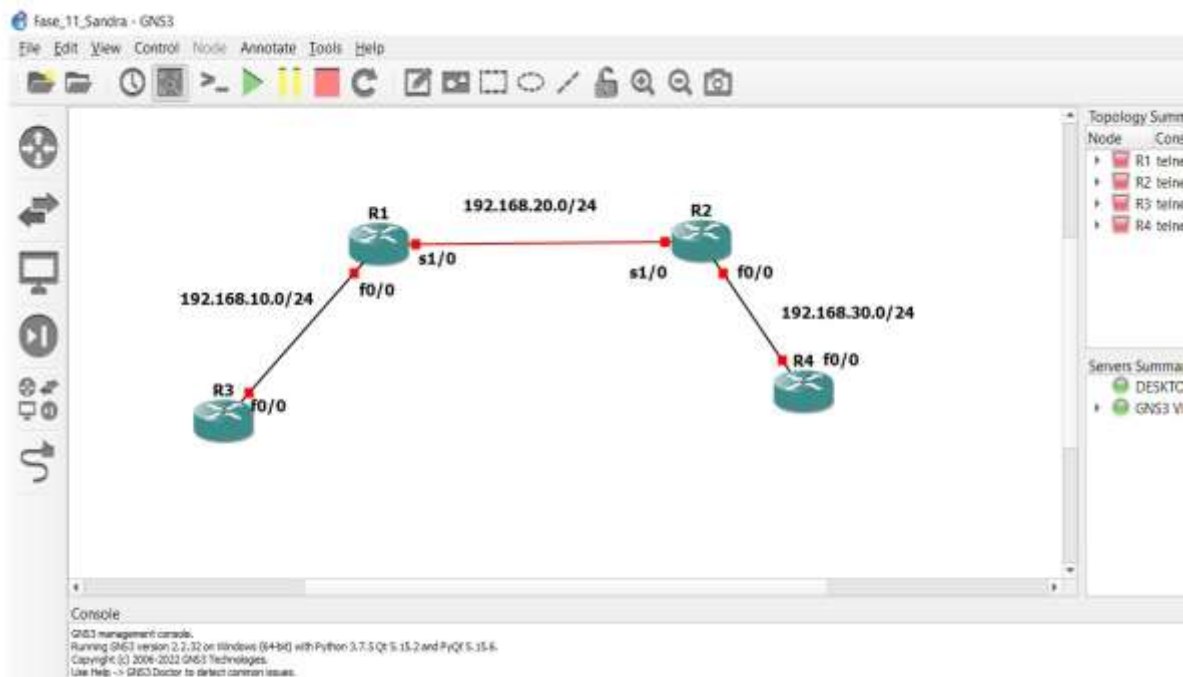 Fase_11_Sandra - GNS3
File Edit View Control Node Annotate Tools Help
Topology Summ
Node Cons
R1 telne
R2 telne
R3 telne
R4 telne
R1
192.168.20.0/24
R2
s1/0
s1/0
f0/0
f0/0
192.168.10.0/24
192.168.30.0/24
R4 f0/0
R3
f0/0
Servers Summar
DESKTO
GNS3 V
Console
GNS3 management console.
Running GNS3 version 2.2.32 on Windows (64-bit) with Python 3.7.5 Qt 5.15.2 and PyQt 5.15.6.
Copyright (c) 2006-2022 GNS3 Technologies.
Use Help -> GNS3 Doctor to detect common issues.